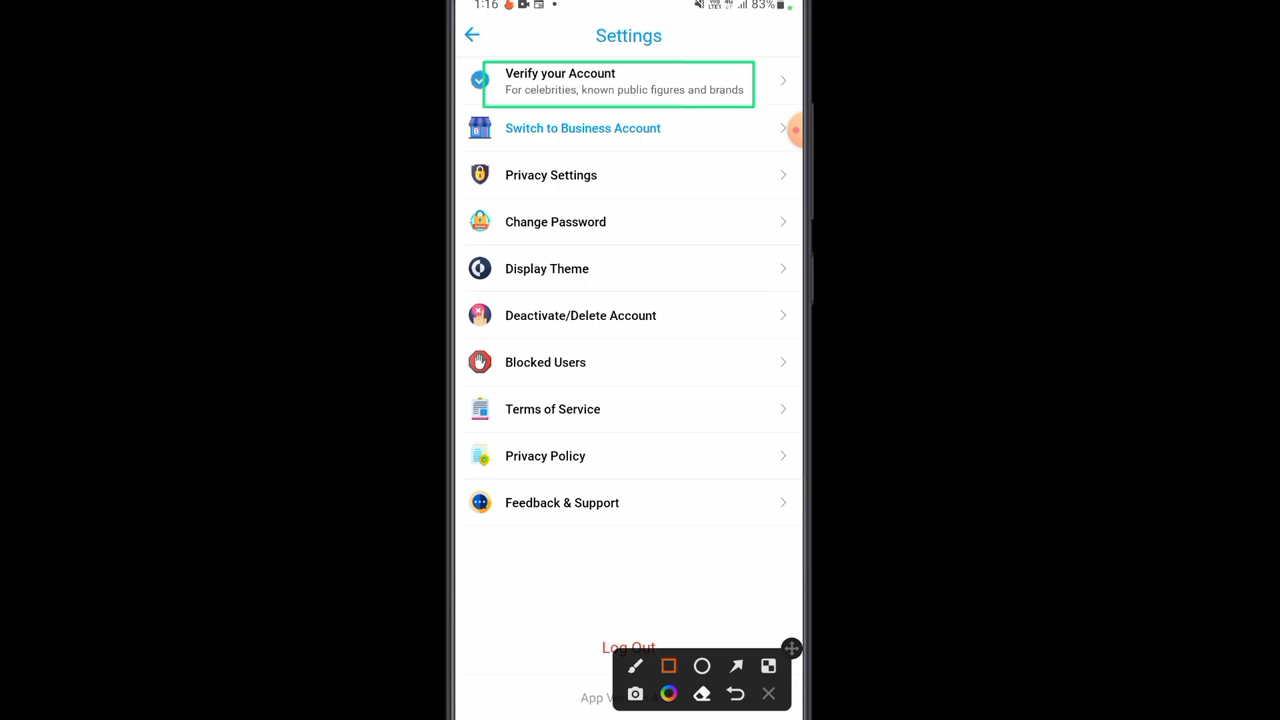 1:16
83%
Settings
Verify your Account
For celebrities, known public figures and brands
Switch to Business Account
Privacy Settings
Change Password
Display Theme
Deactivate/Delete Account
Blocked Users
Terms of Service
Privacy Policy
Feedback & Support
Log Out
App